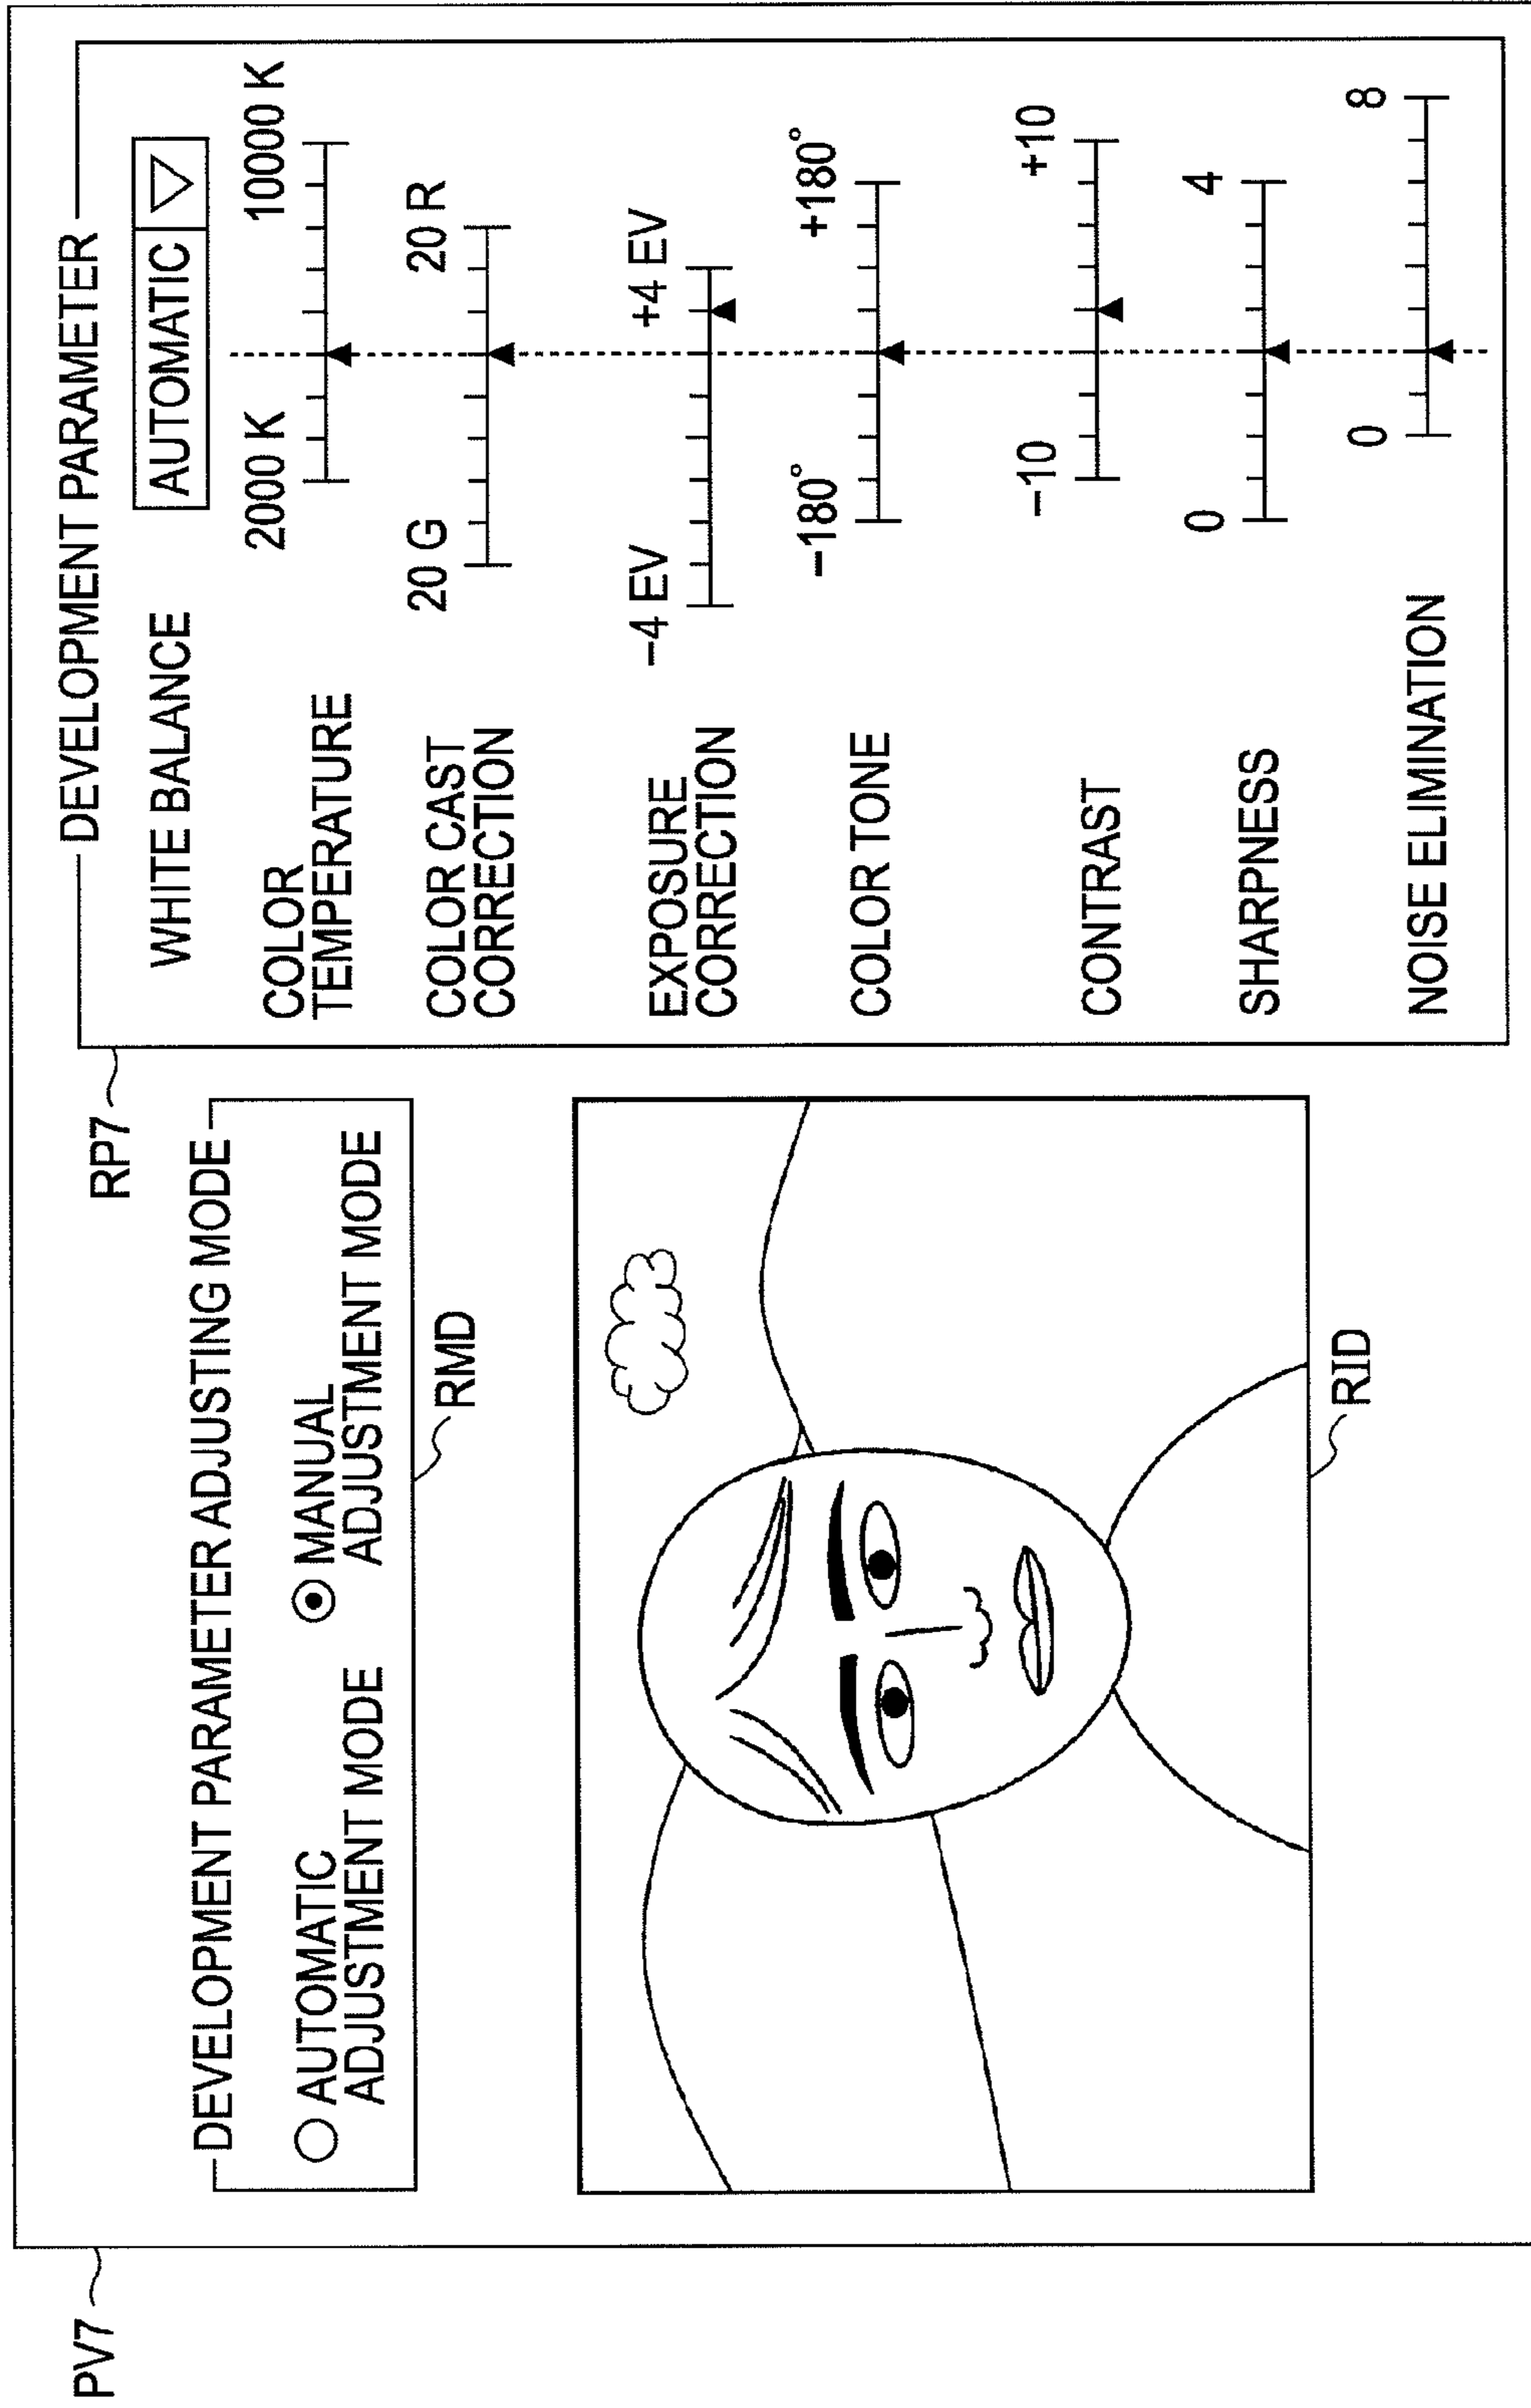 PV7
RP7
DEVELOPMENT PARAMETER ADJUSTING MODE
AUTOMATIC
ADJUSTMENT MODE
MANUAL
ADJUSTMENT MODE
RMD
RID
DEVELOPMENT PARAMETER
WHITE BALANCE
AUTOMATIC
COLOR
TEMPERATURE
2000 K
10000 K
COLOR CAST
CORRECTION
20 G
20 R
EXPOSURE
CORRECTION
−4 EV
+4 EV
COLOR TONE
−180°
+180°
CONTRAST
−10
+10
SHARPNESS
0
4
NOISE ELIMINATION
0
8